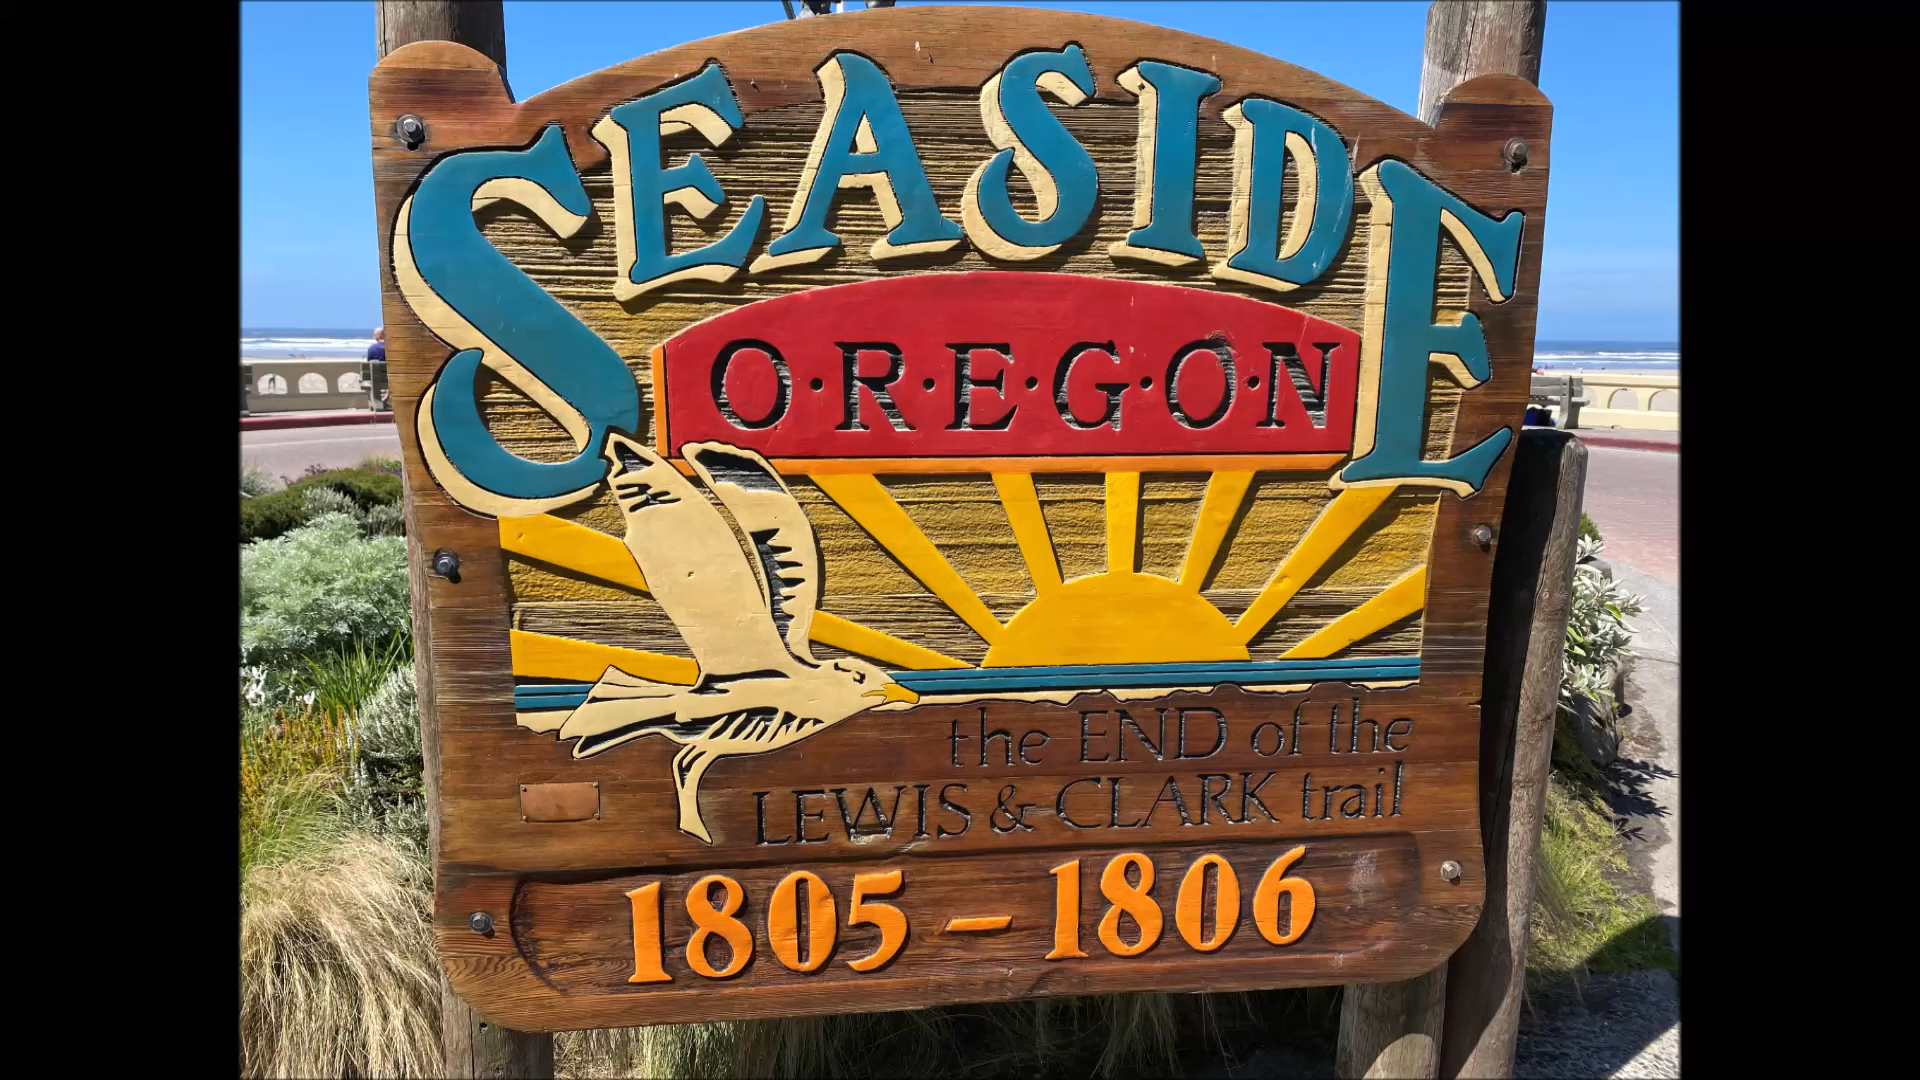 SEASIDE
O·R·E·G·O·N
the END of the
LEWIS & CLARK trail
1805 – 1806